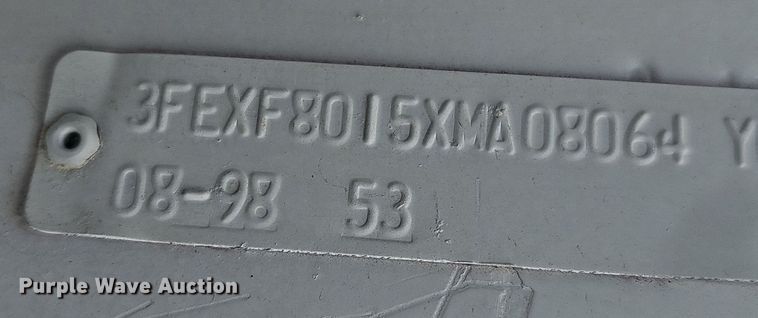 3FEXF8015XMA08064 Y
08-98 53
Purple Wave Auction